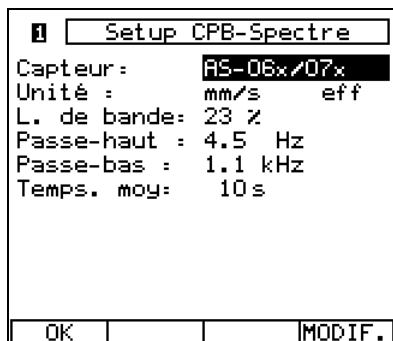 1 Setup CPB-Spectre
Capteur: AS-06x/07x
Unité : mm/s eff
L. de bande: 23 %
Passe-haut : 4.5 Hz
Passe-bas : 1.1 kHz
Temps. moy: 10 s
OK MODIF.